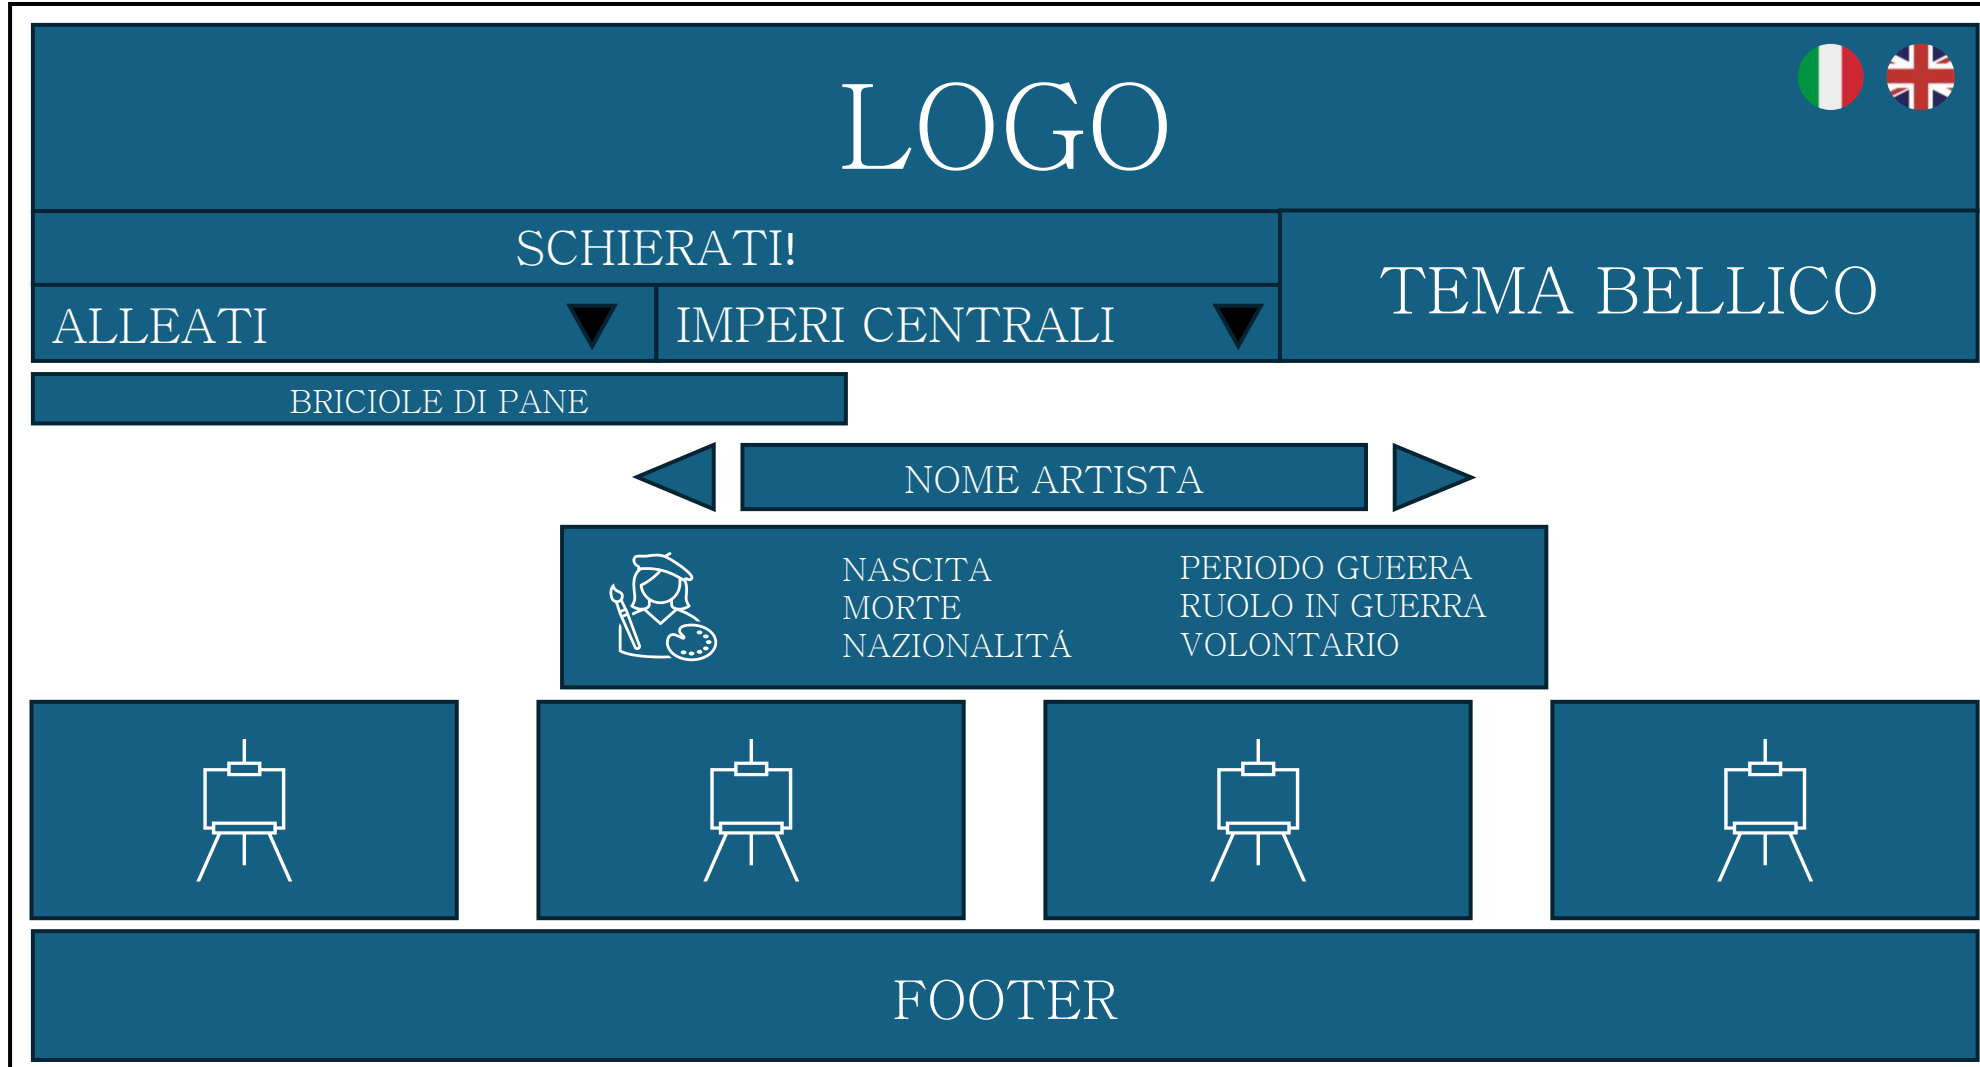 LOGO
SCHIERATI!
TEMA BELLICO
ALLEATI
IMPERI CENTRALI
BRICIOLE DI PANE
NOME ARTISTA
NASCITA
MORTE
NAZIONALITÁ
PERIODO GUEERA
RUOLO IN GUERRA
VOLONTARIO
FOOTER